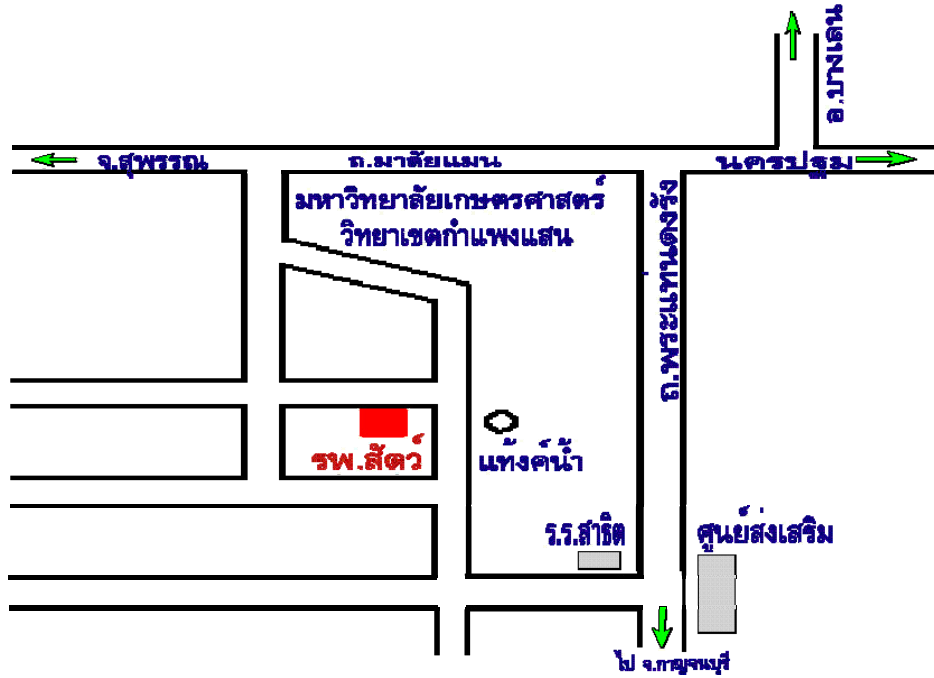 อ.บางเลน
จ.สุพรรณ
ถ.มาลัยแมน
นครปฐม
มหาวิทยาลัยเกษตรศาสตร์
วิทยาเขตกำแพงแสน
ถ.พระแท่นดงรัง
รพ.สัตว์
แท้งค์น้ำ
ร.ร.สาธิต
ศูนย์ส่งเสริม
ไป จ.กาญจนบุรี